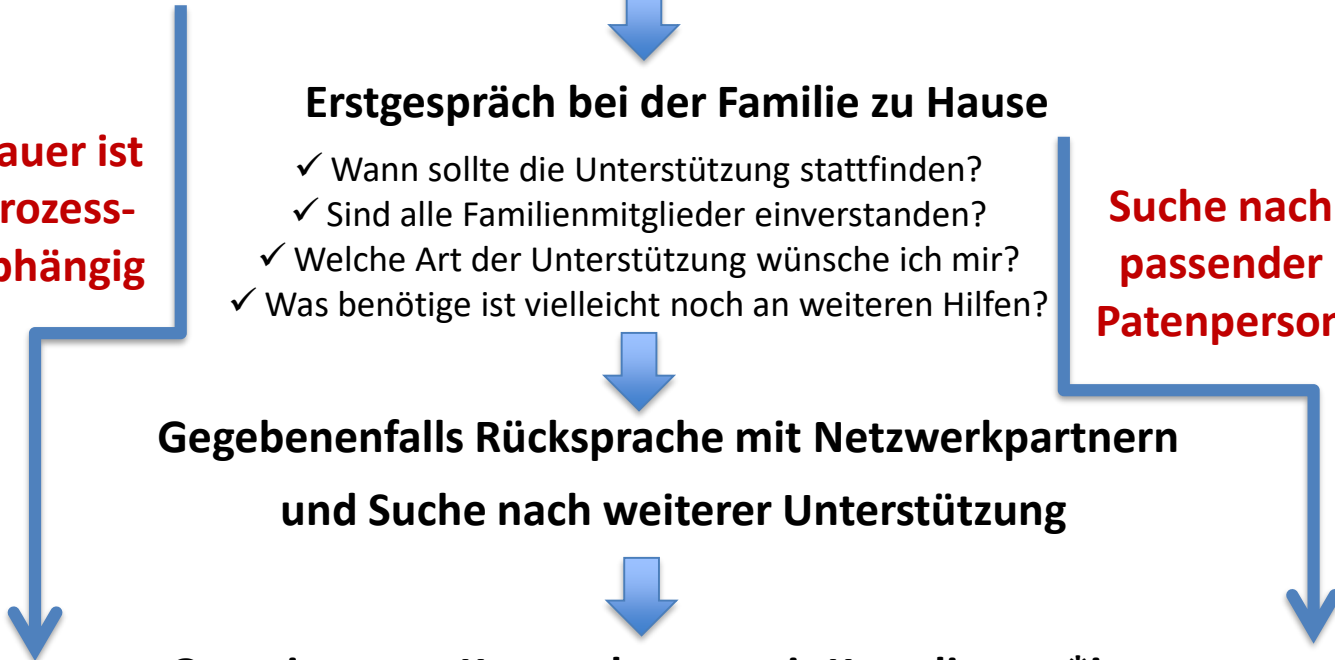 Erstgespräch bei der Familie zu Hause
✓ Wann sollte die Unterstützung stattfinden?
✓ Sind alle Familienmitglieder einverstanden?
✓ Welche Art der Unterstützung wünsche ich mir?
✓ Was benötige ist vielleicht noch an weiteren Hilfen?
auer ist
rozess-
hängig
Suche nach
passender
Patenperson
Gegebenenfalls Rücksprache mit Netzwerkpartnern
und Suche nach weiterer Unterstützung